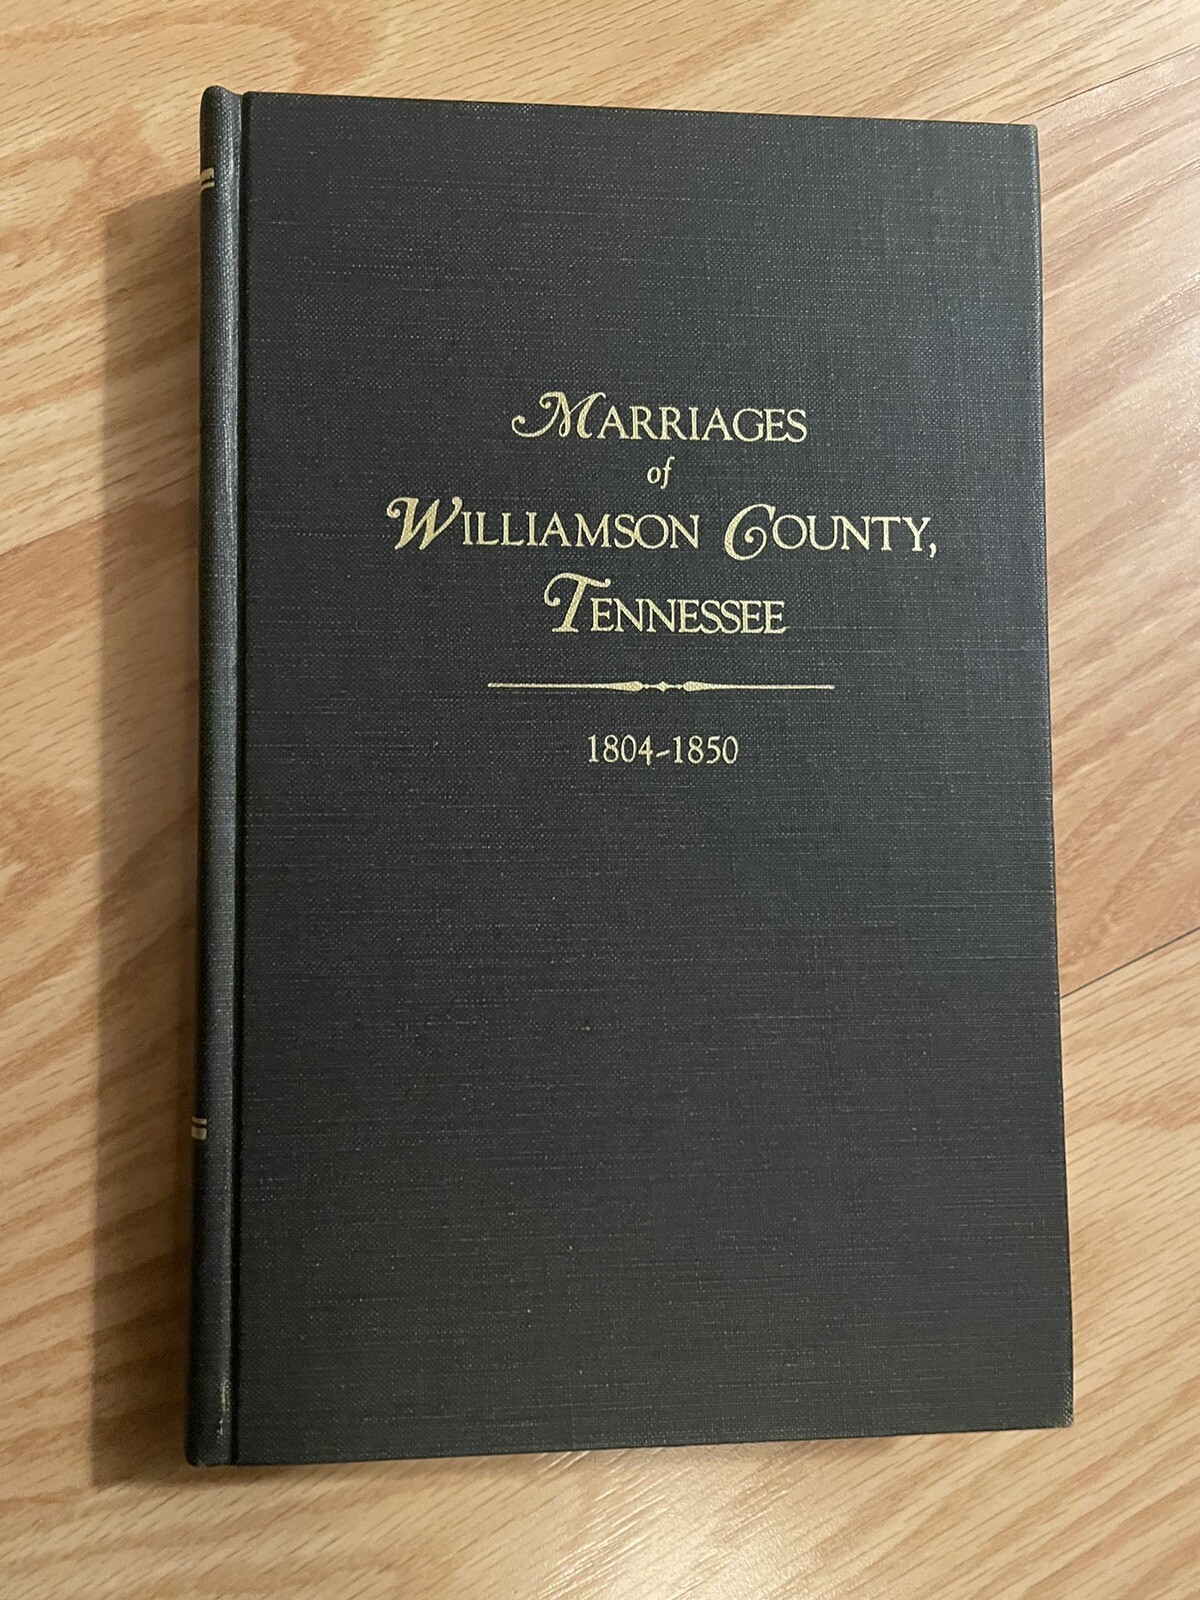 MARRIAGES
of
WILLIAMSON COUNTY,
TENNESSEE
1804-1850